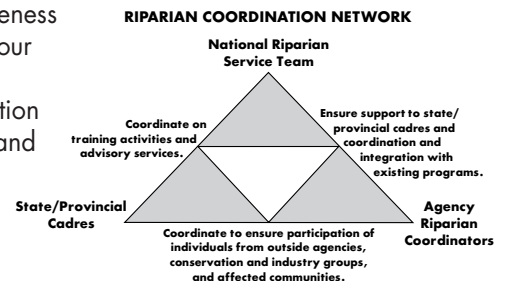 eness
our
tion
and
RIPARIAN COORDINATION NETWORK
National Riparian
Service Team
Coordinate on
training activities and
advisory services.
Ensure support to state/
provincial cadres and
coordination and
integration with
existing programs.
State/Provincial
Cadres
Agency
Riparian
Coordinators
Coordinate to ensure participation of
individuals from outside agencies,
conservation and industry groups,
and affected communities.